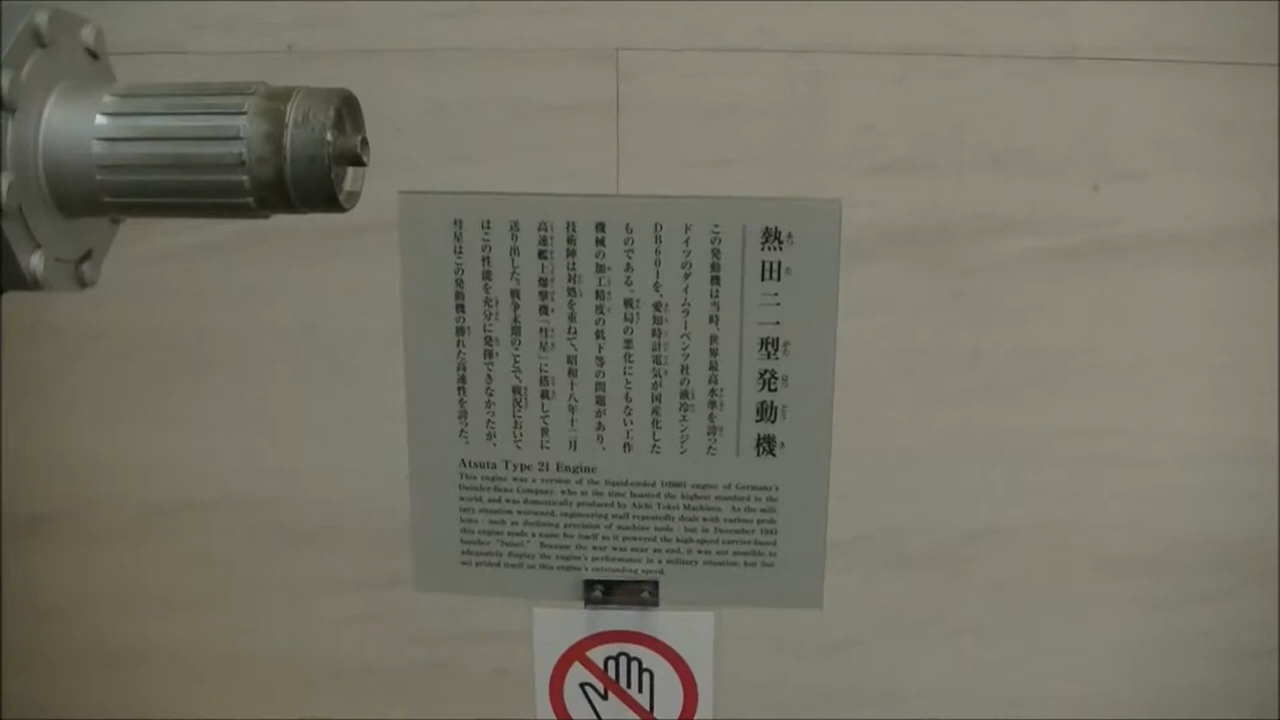 熱田二一型発動機
この発動機は当時、世界最高水準を誇った
ドイツのダイムラーベンツ社の液冷エンジン
DB601を、愛知時計電気が国産化した
ものである。戦局の悪化にともない工作
機械の加工精度の低下等の問題があり、
技術陣は対処を重ねて、昭和十八年十二月
高速艦上爆撃機「彗星」に搭載して世に
送り出した。戦争末期のことで、戦況において
はこの性能を充分に発揮できなかったが、
彗星はこの発動機の勝れた高速性を誇った。
Atsuta Type 21 Engine
This engine was a version of the liquid-cooled DB601 engine of Germany's
Daimler-Benz Company, who at the time boasted the highest standard in the
world, and was domestically produced by Aichi Tokei Machines. As the mili-
tary situation worsened, engineering staff repeatedly dealt with various prob-
lems - such as declining precision of machine tools - but in December 1943
this engine made a name for itself as it powered the high-speed carrier-based
bomber "Suisei." Because the war was near an end, it was not possible to
adequately display the engine's performance in a military situation, but Sui-
sei prided itself on this engine's outstanding speed.